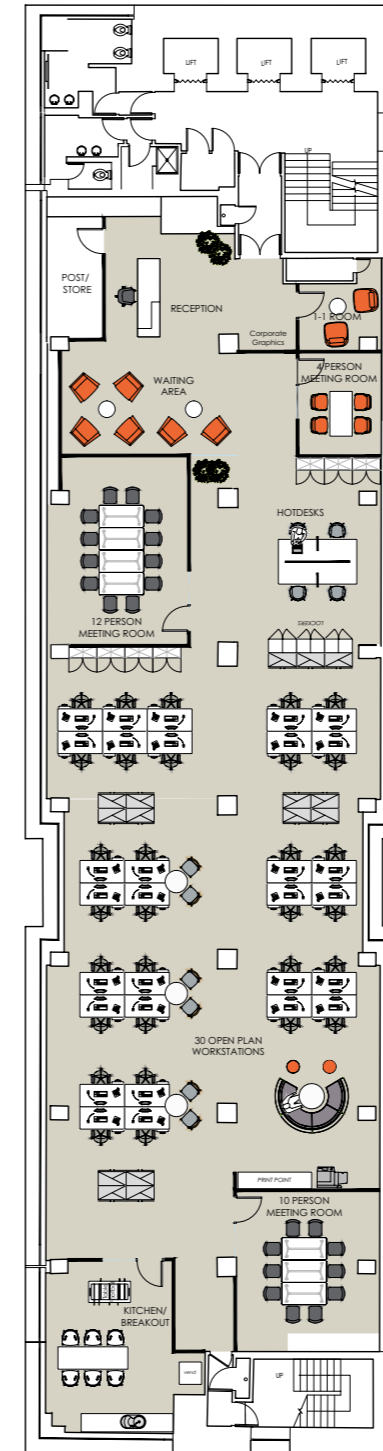 LIFT
LIFT
LIFT
UP
POST/
STORE
RECEPTION
1-1 ROOM
Corporate
Graphics
4 PERSON
MEETING ROOM
WAITING
AREA
HOTDESKS
12 PERSON
MEETING ROOM
30 OPEN PLAN
WORKSTATIONS
PRINT POINT
10 PERSON
MEETING ROOM
KITCHEN/
BREAKOUT
UP